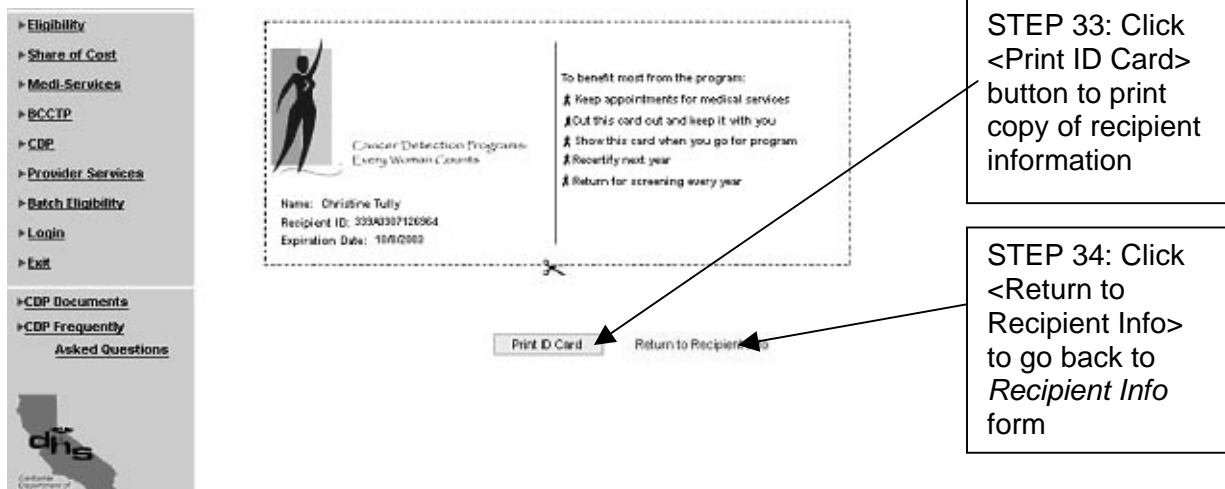 Eligibility
Share of Cost
Medi-Services
BCCTP
CDP
Provider Services
Batch Eligibility
Login
Exit
CDP Documents
CDP Frequently
Asked Questions
dhs
California
Department of
Cancer Detection Programs:
Every Woman Counts
Name: Christine Tully
Recipient ID: 339A0307126964
Expiration Date: 10/8/2003
To benefit most from the program:
Keep appointments for medical services
Cut this card out and keep it with you
Show this card when you go for program
Recertify next year
Return for screening every year
Print ID Card
Return to Recipient Info
STEP 33: Click
<Print ID Card>
button to print
copy of recipient
information
STEP 34: Click
<Return to
Recipient Info>
to go back to
Recipient Info
form